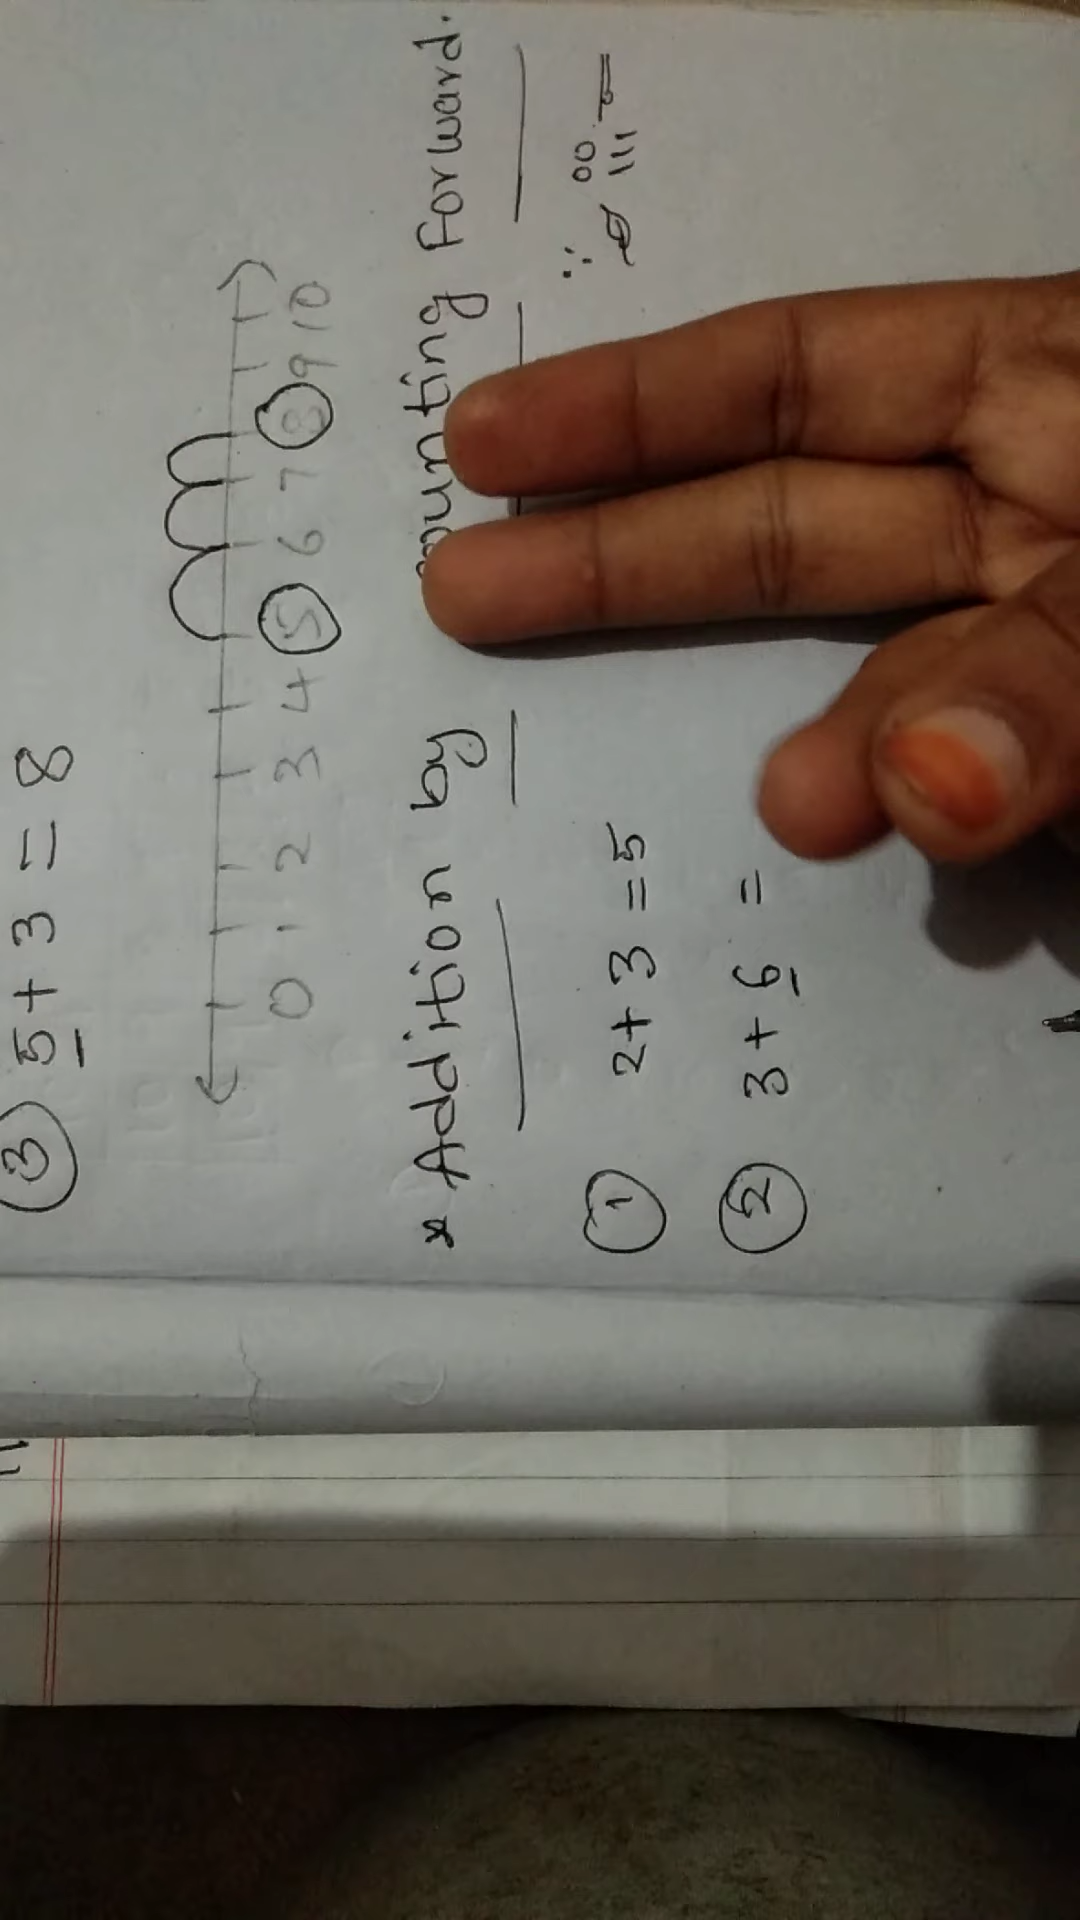 ③ 5 + 3 = 8
0 1 2 3 4 5 6 7 8 9 10
* Addition by counting forward.
① 2 + 3 = 5
② 3 + 6 =